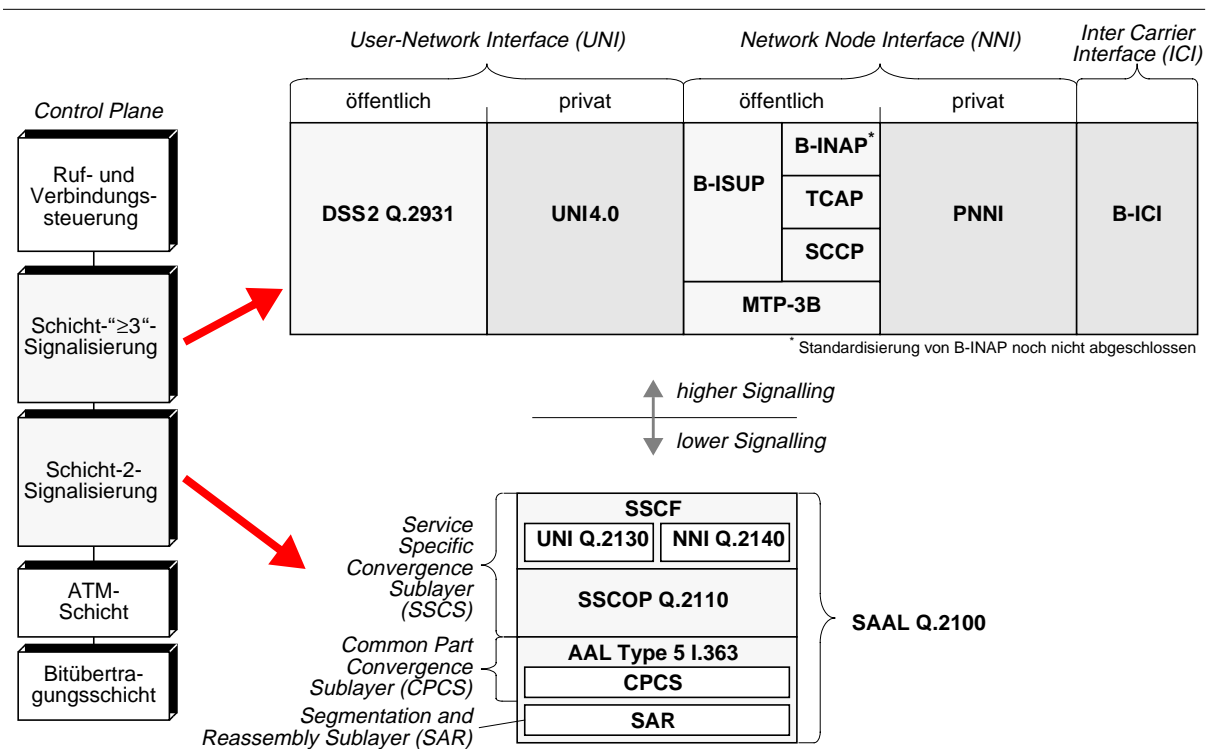 User-Network Interface (UNI)
Network Node Interface (NNI)
Inter Carrier
Interface (ICI)
öffentlich
privat
öffentlich
privat
Control Plane
Ruf- und
Verbindungs-
steuerung
Schicht-“≥3“-
Signalisierung
Schicht-2-
Signalisierung
ATM-
Schicht
Bitübertra-
gungsschicht
DSS2 Q.2931
UNI4.0
B-ISUP
B-INAP*
TCAP
SCCP
MTP-3B
PNNI
B-ICI
* Standardisierung von B-INAP noch nicht abgeschlossen
higher Signalling
lower Signalling
Service
Specific
Convergence
Sublayer
(SSCS)
Common Part
Convergence
Sublayer (CPCS)
Segmentation and
Reassembly Sublayer (SAR)
SSCF
UNI Q.2130
NNI Q.2140
SSCOP Q.2110
AAL Type 5 I.363
CPCS
SAR
SAAL Q.2100